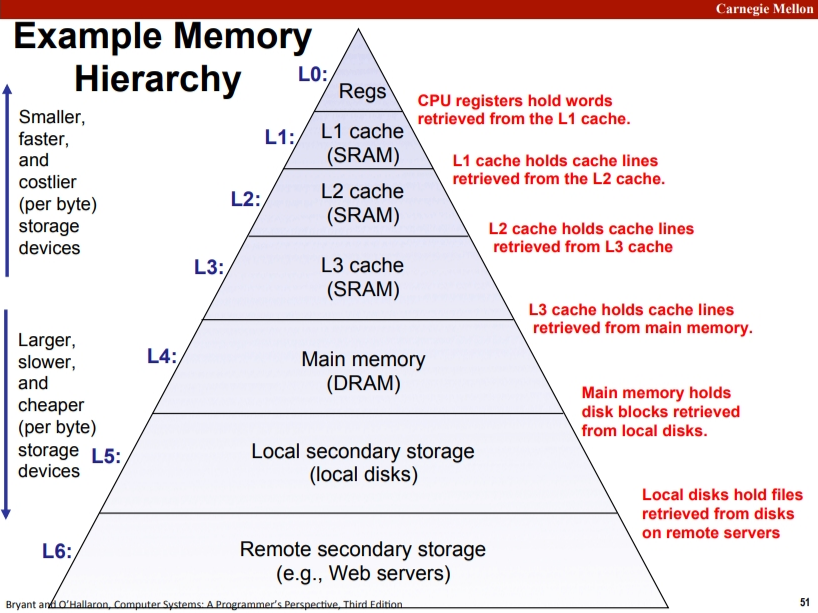 Carnegie Mellon
Example Memory
Hierarchy
Smaller,
faster,
and
costlier
(per byte)
storage
devices
Larger,
slower,
and
cheaper
(per byte)
storage
devices
L0:
Regs
CPU registers hold words
retrieved from the L1 cache.
L1:
L1 cache
(SRAM)
L1 cache holds cache lines
retrieved from the L2 cache.
L2:
L2 cache
(SRAM)
L2 cache holds cache lines
retrieved from L3 cache
L3:
L3 cache
(SRAM)
L3 cache holds cache lines
retrieved from main memory.
L4:
Main memory
(DRAM)
Main memory holds
disk blocks retrieved
from local disks.
L5:
Local secondary storage
(local disks)
Local disks hold files
retrieved from disks
on remote servers
L6:
Remote secondary storage
(e.g., Web servers)
Bryant and O'Hallaron, Computer Systems: A Programmer's Perspective, Third Edition
51